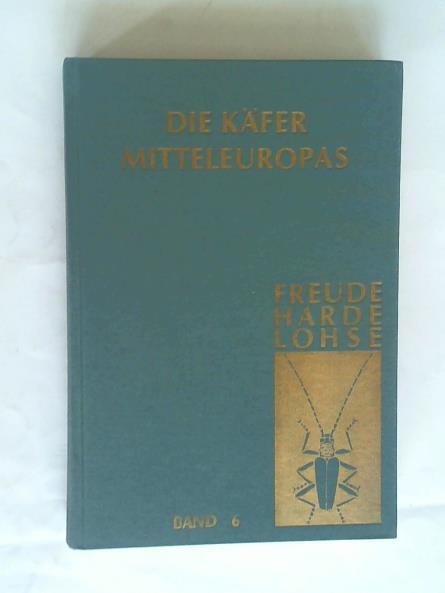 DIE KÄFER
MITTELEUROPAS
FREUDE
HARDE
LOHSE
BAND 6